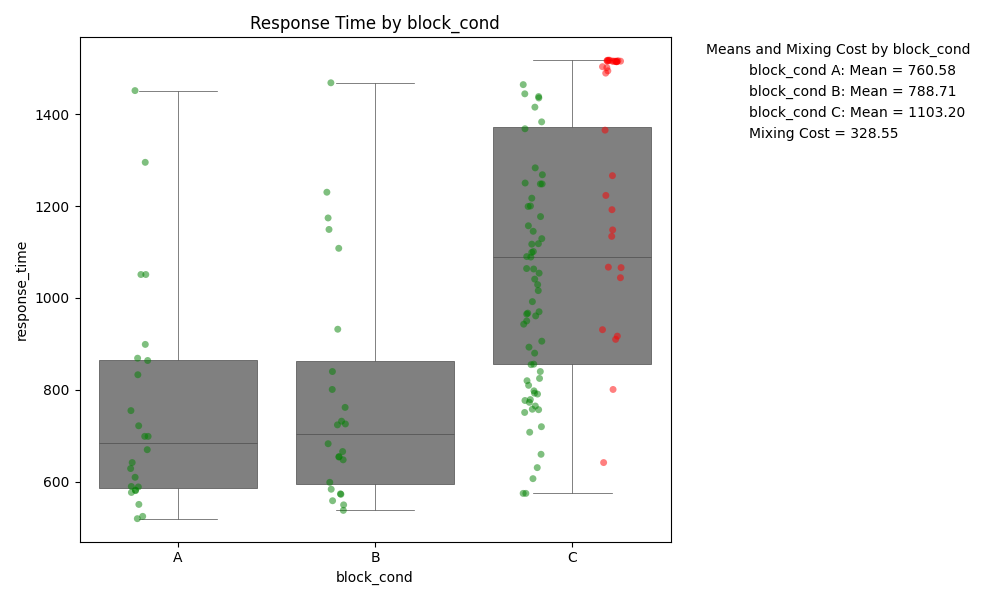 Response Time by block_cond
Means and Mixing Cost by block_cond
block_cond A: Mean = 760.58
block_cond B: Mean = 788.71
block_cond C: Mean = 1103.20
Mixing Cost = 328.55
response_time
1400
1200
1000
800
600
A
B
C
block_cond